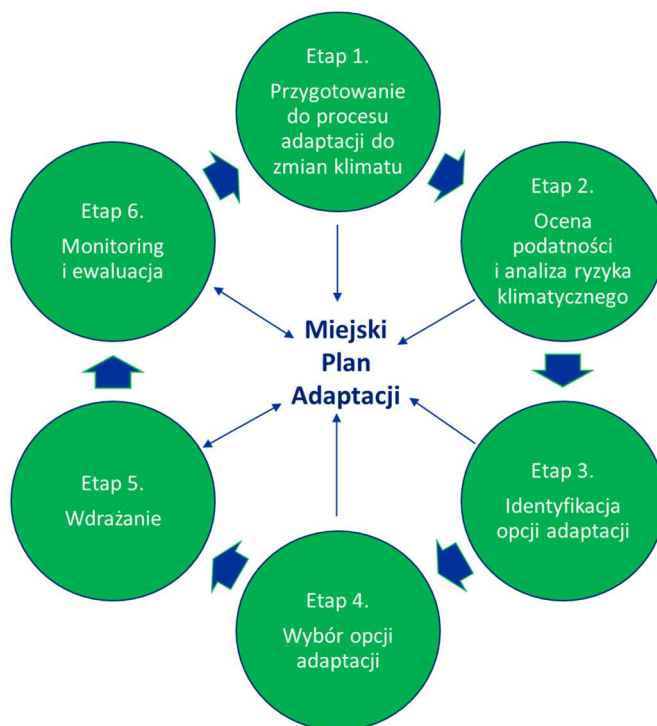 Etap 1.
Przygotowanie
do procesu
adaptacji do
zmian klimatu
Etap 2.
Ocena
podatności
i analiza ryzyka
klimatycznego
Etap 3.
Identyfikacja
opcji adaptacji
Etap 4.
Wybór opcji
adaptacji
Etap 5.
Wdrażanie
Etap 6.
Monitoring
i ewaluacja
Miejski
Plan
Adaptacji